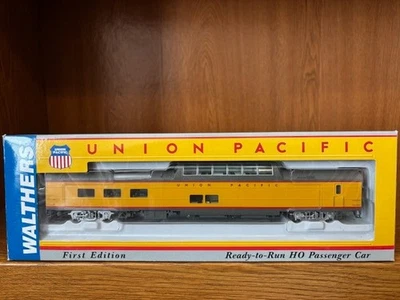 WALTHERS
UNION PACIFIC
UNION PACIFIC
UNION PACIFIC
First Edition
Ready-to-Run HO Passenger Car